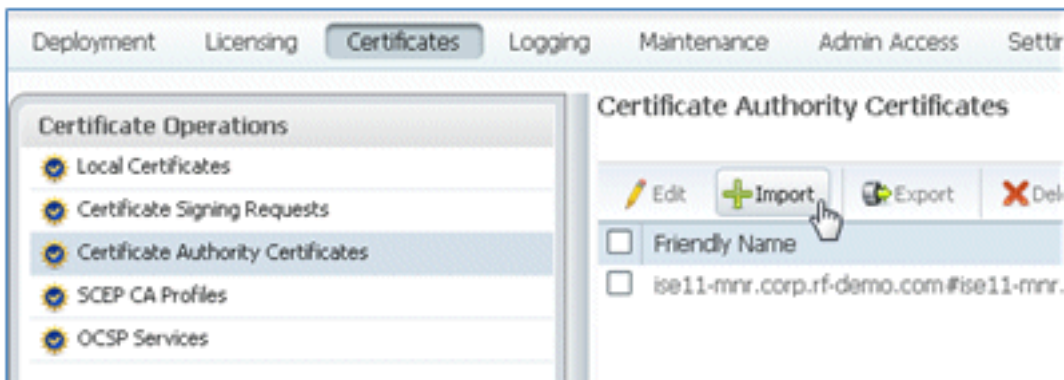 Deployment Licensing Certificates Logging Maintenance Admin Access Settin
Certificate Operations
Local Certificates
Certificate Signing Requests
Certificate Authority Certificates
SCEP CA Profiles
OCSP Services
Certificate Authority Certificates
Edit Import Export Del
Friendly Name
ise11-mnr.corp.rf-demo.com#ise11-mnr.